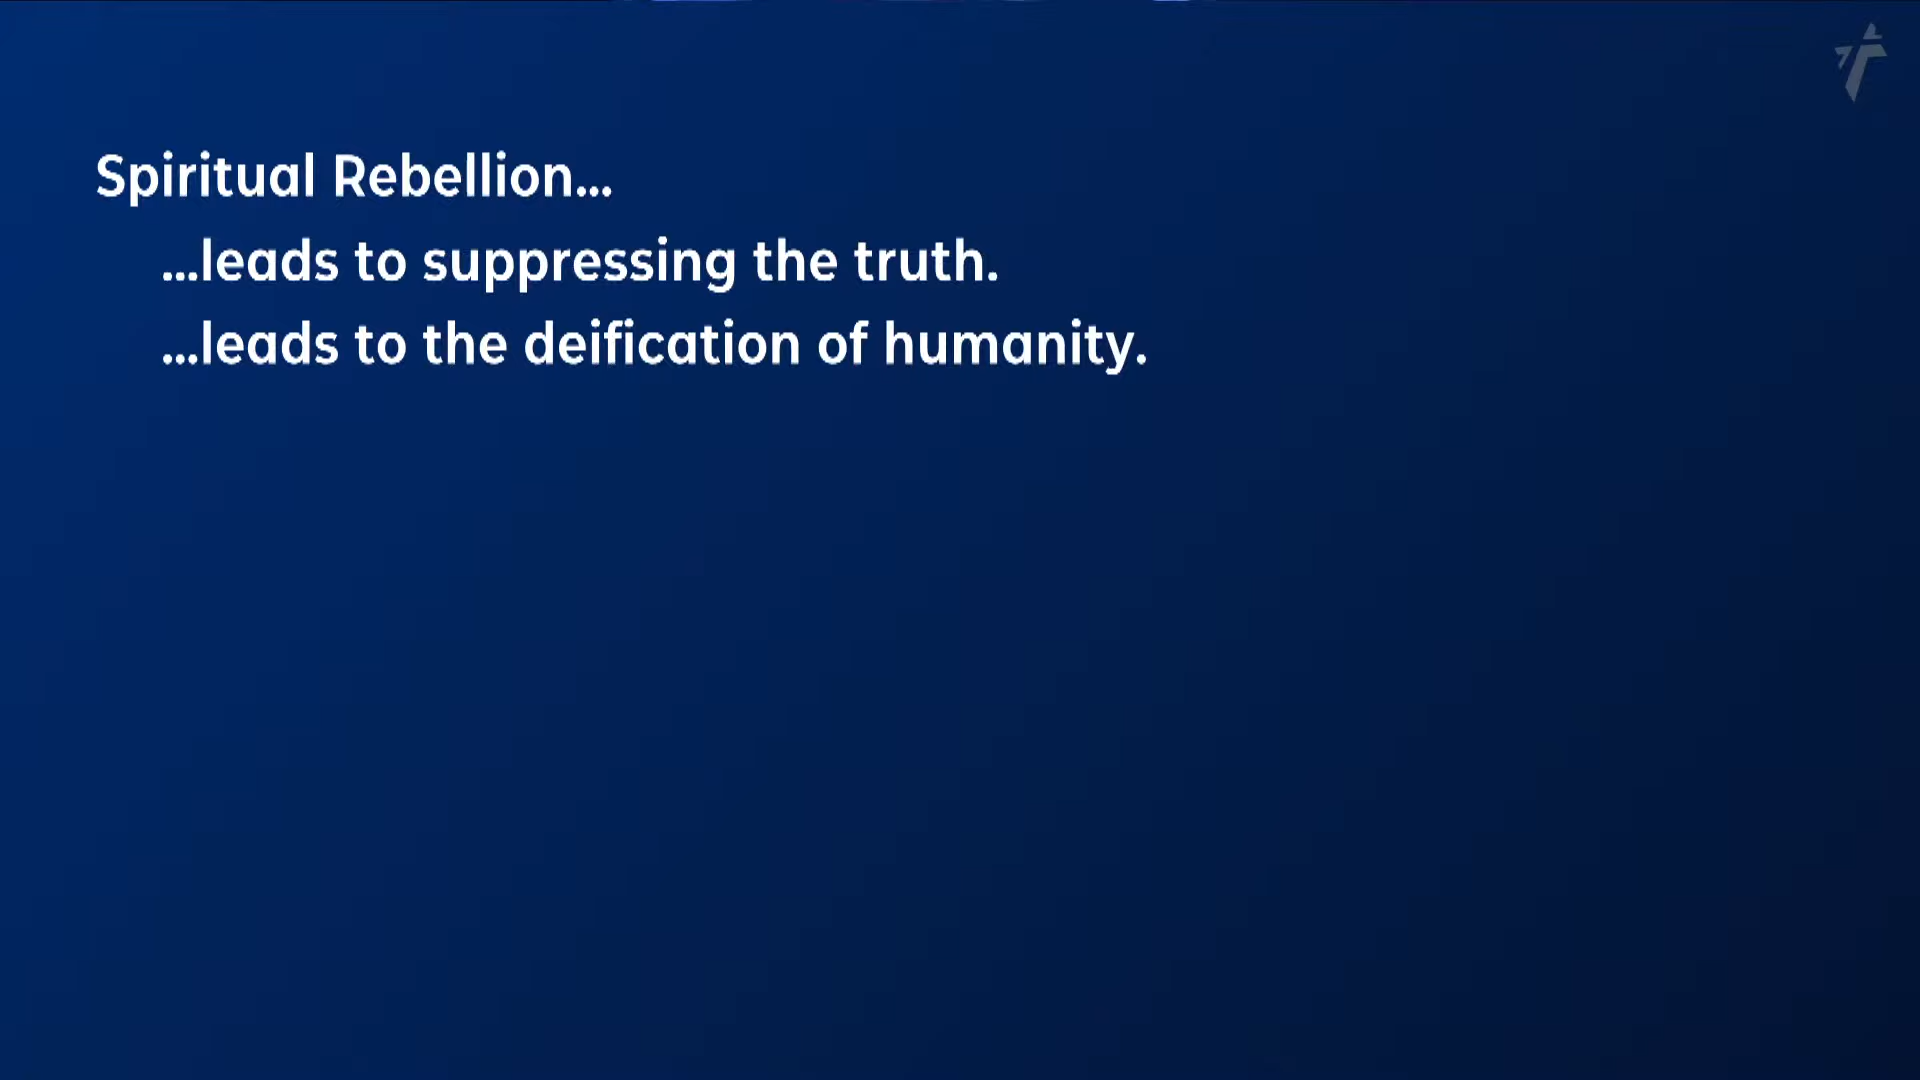 Spiritual Rebellion...
...leads to suppressing the truth.
...leads to the deification of humanity.